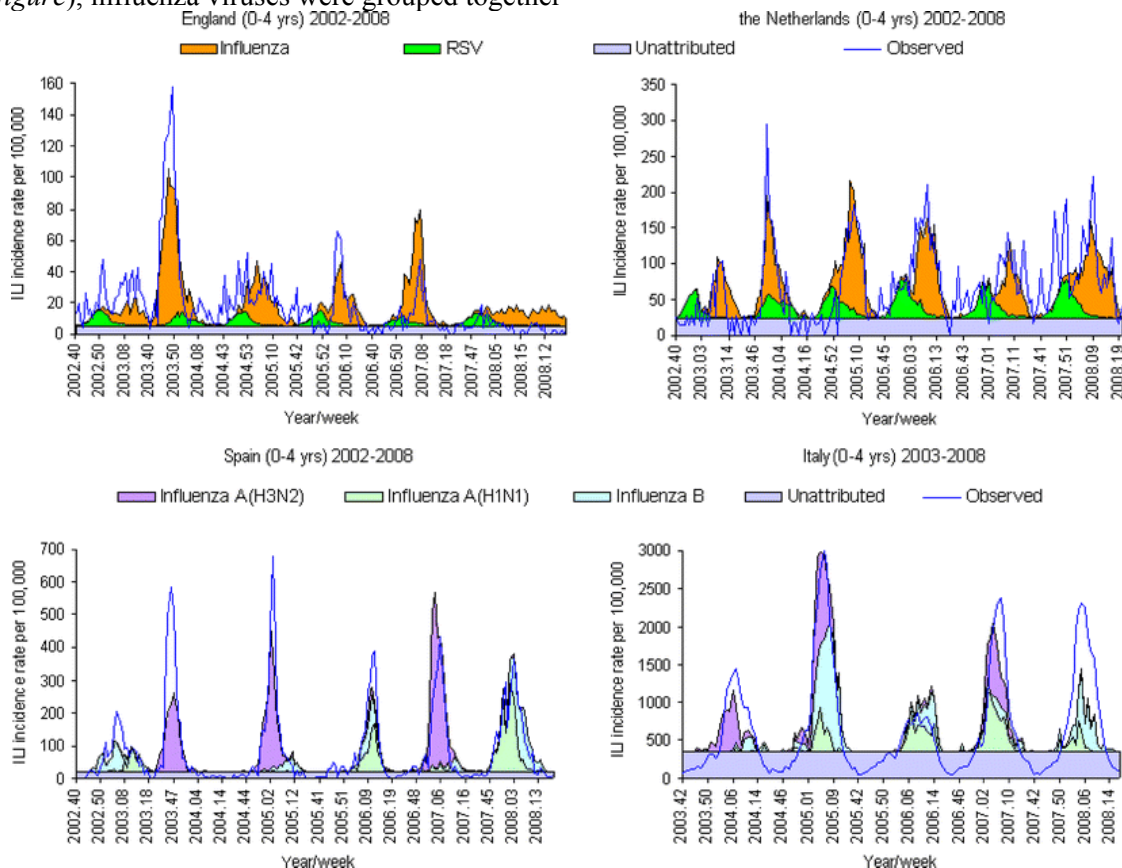 igure), influenza viruses were grouped together
England (0-4 yrs) 2002-2008
Influenza RSV Unattributed Observed
ILI incidence rate per 100,000
160
140
120
100
80
60
40
20
0
2002.40 2002.50 2003.08 2003.40 2003.50 2004.08 2004.43 2004.53 2005.10 2005.42 2005.52 2006.10 2006.40 2006.50 2007.08 2007.18 2007.47 2008.05 2008.15 2008.12
Year/week
the Netherlands (0-4 yrs) 2002-2008
ILI incidence rate per 100,000
350
300
250
200
150
100
50
0
2002.40 2003.03 2003.14 2003.46 2004.04 2004.16 2004.52 2005.10 2005.45 2006.03 2006.13 2006.43 2007.01 2007.11 2007.41 2007.51 2008.09 2008.19
Year/week
Spain (0-4 yrs) 2002-2008
Influenza A(H3N2) Influenza A(H1N1) Influenza B Unattributed Observed
ILI incidence rate per 100,000
700
600
500
400
300
200
100
0
2002.40 2002.50 2003.08 2003.18 2003.47 2004.04 2004.14 2004.45 2005.02 2005.12 2005.41 2005.51 2006.09 2006.19 2006.48 2007.06 2007.16 2007.45 2008.03 2008.13
Year/week
Italy (0-4 yrs) 2003-2008
ILI incidence rate per 100,000
3000
2500
2000
1500
1000
500
0
2003.42 2003.50 2004.06 2004.14 2004.46 2005.01 2005.09 2005.42 2005.50 2006.06 2006.14 2006.46 2007.02 2007.10 2007.42 2007.50 2008.06 2008.14
Year/week